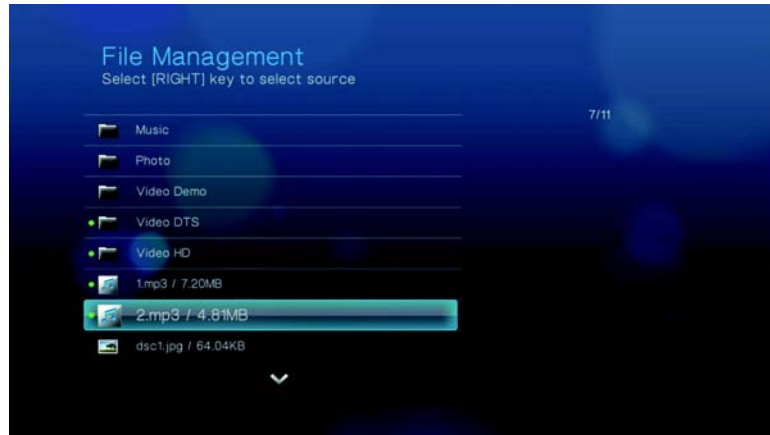 File Management
Select [RIGHT] key to select source
7/11
Music
Photo
Video Demo
Video DTS
Video HD
1.mp3 / 7.20MB
2.mp3 / 4.81MB
dsc1.jpg / 64.04KB